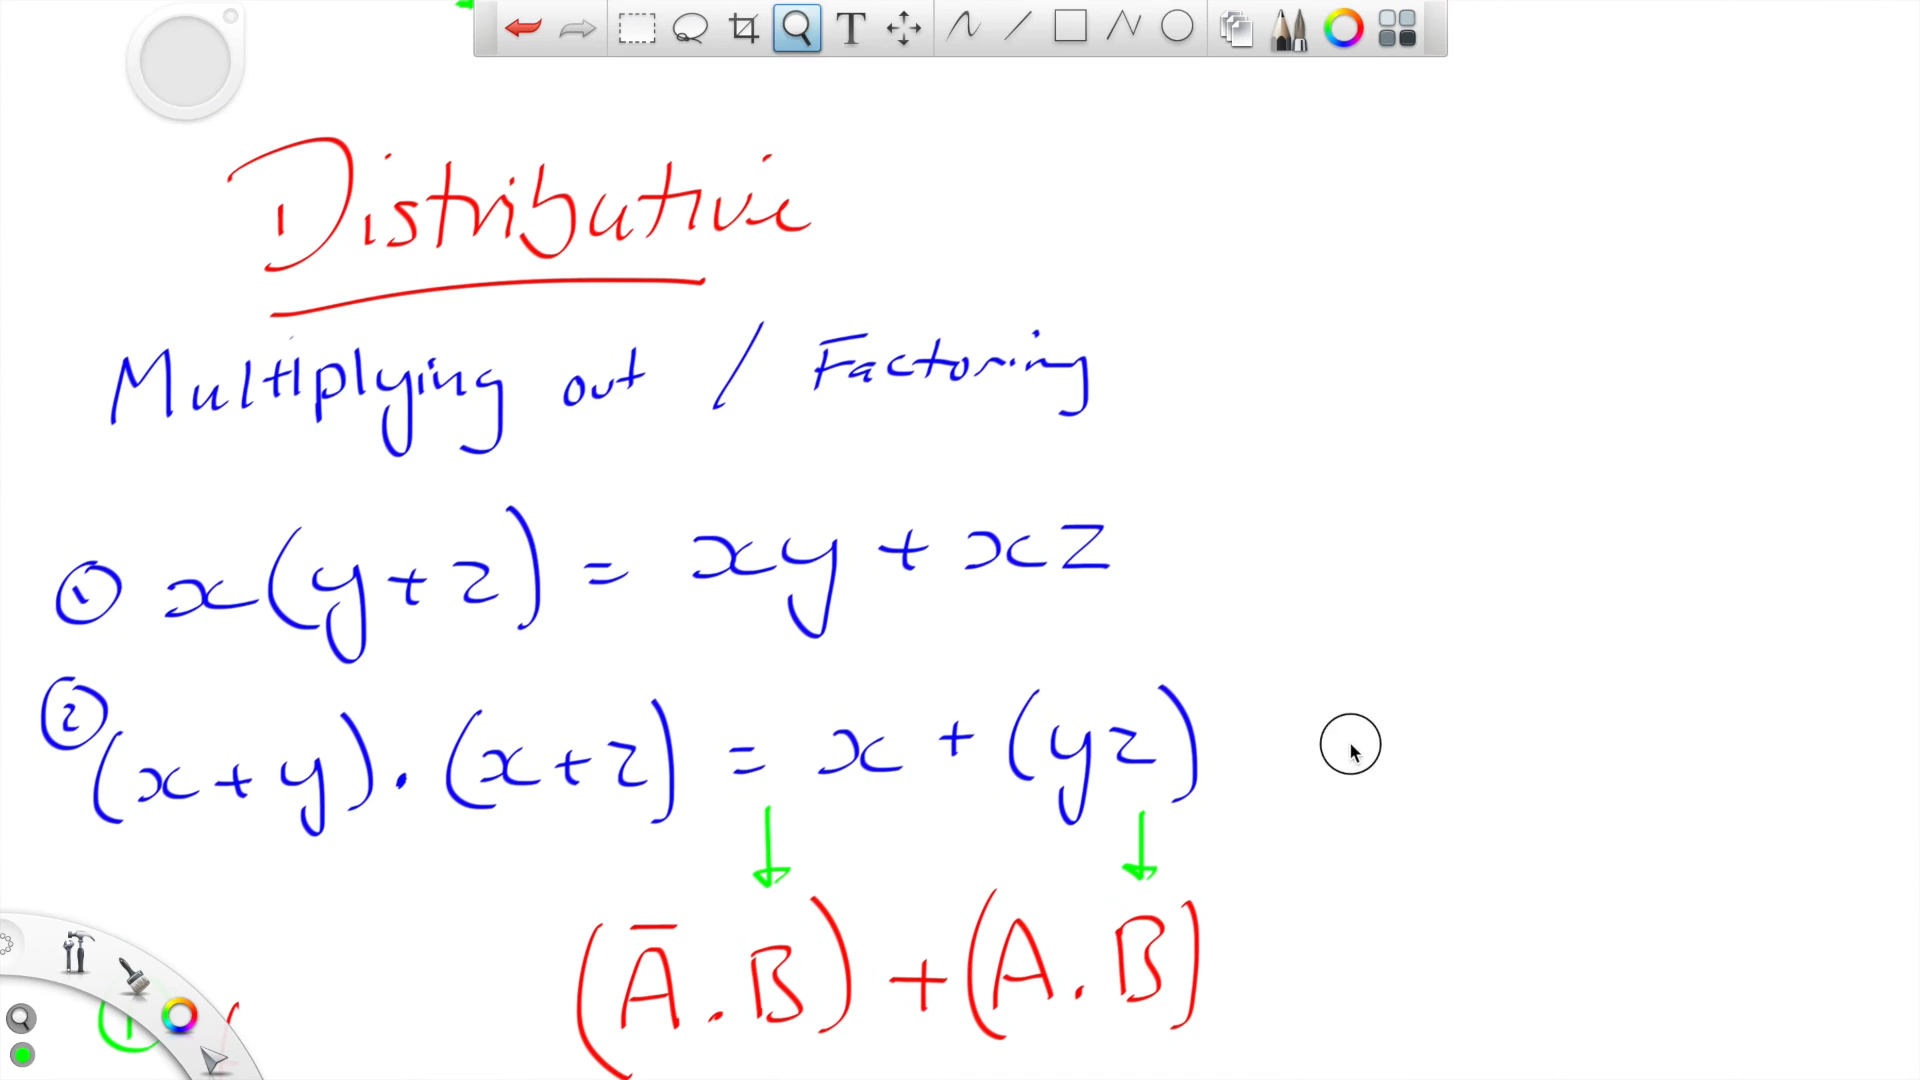 Distributive
Multiplying out / Factoring
① x(y+z) = xy + xz
② (x+y).(x+z) = x + (yz)
(A̅.B) + (A.B)